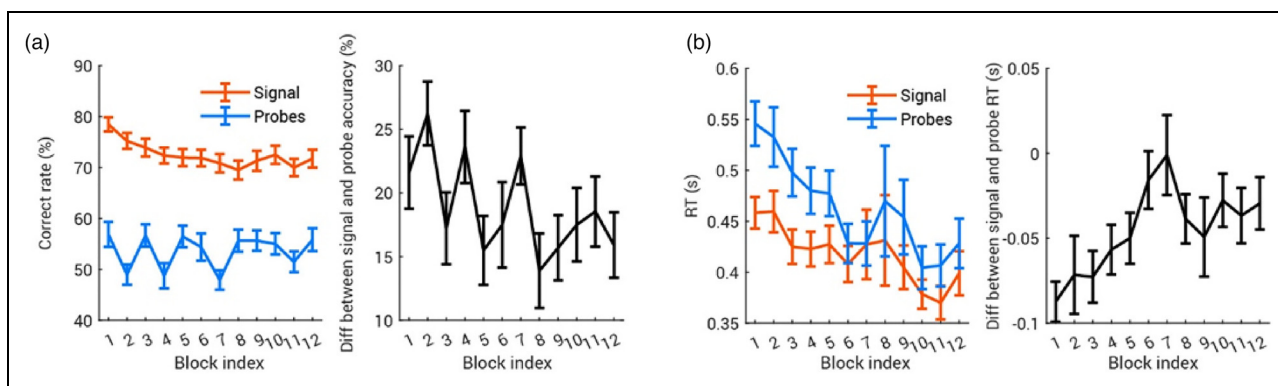 (a)
Correct rate (%)
90
80
70
60
50
40
Signal
Probes
1 2 3 4 5 6 7 8 9 10 11 12
Block index
Diff between signal and probe accuracy (%)
30
25
20
15
10
1 2 3 4 5 6 7 8 9 10 11 12
Block index
(b)
RT (s)
0.6
0.55
0.5
0.45
0.4
0.35
Signal
Probes
1 2 3 4 5 6 7 8 9 10 11 12
Block index
Diff between signal and probe RT (s)
0.05
0
-0.05
-0.1
1 2 3 4 5 6 7 8 9 10 11 12
Block index